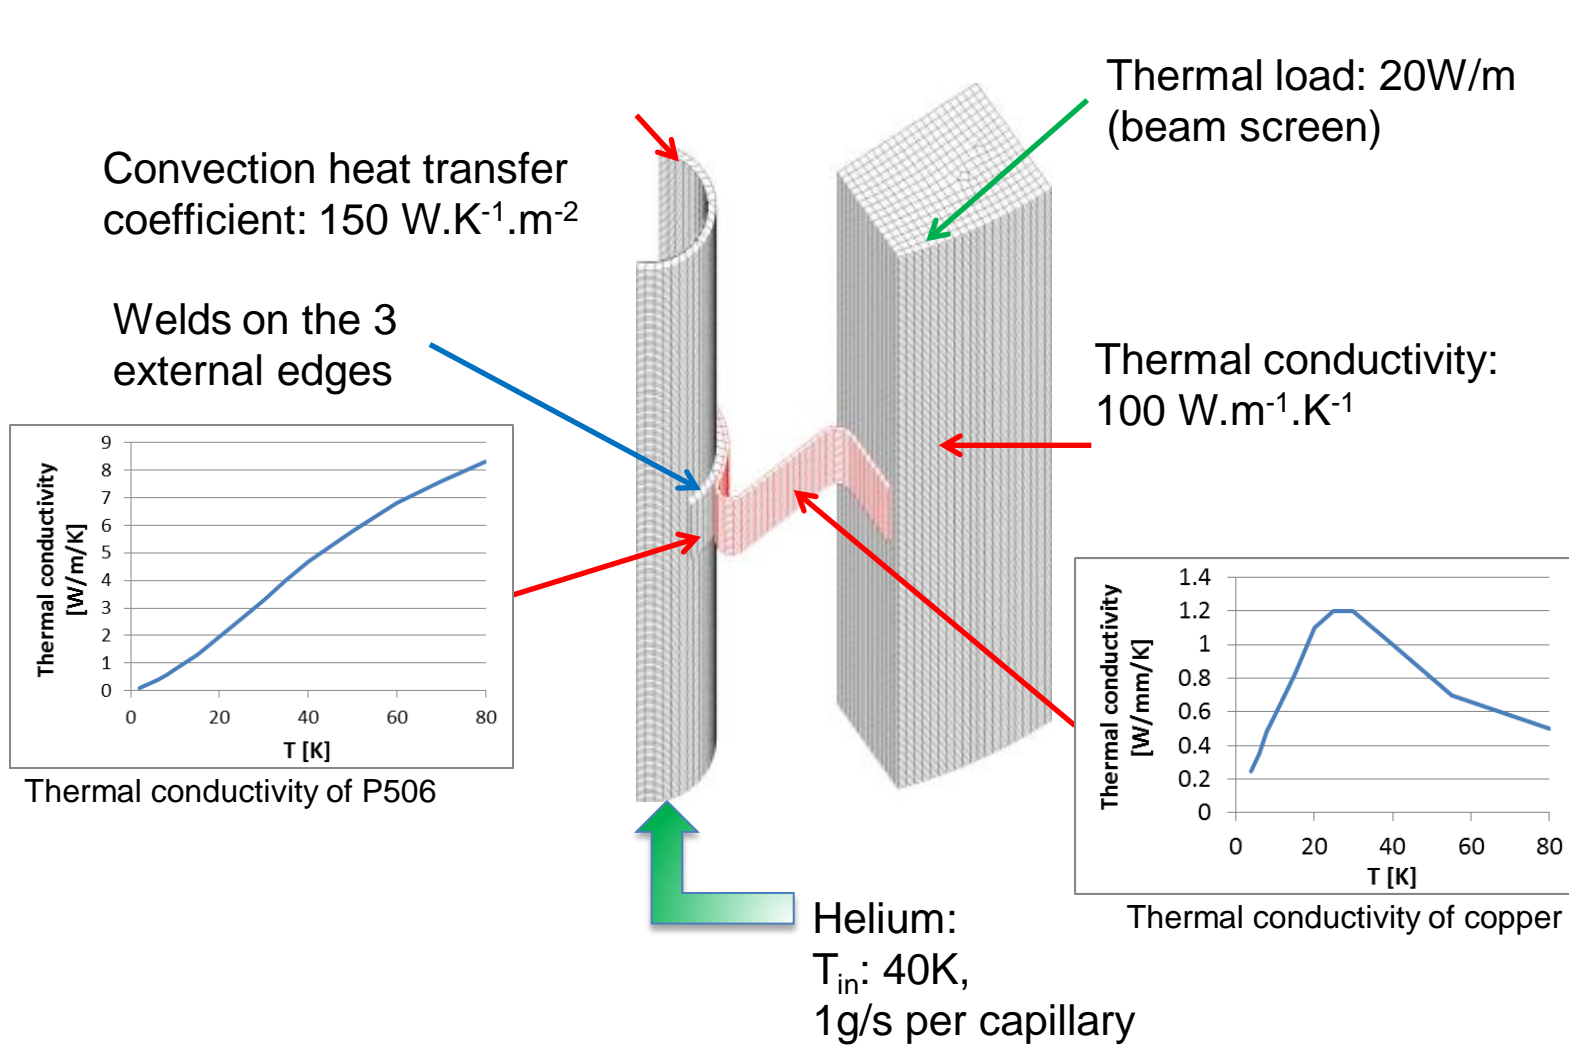 Thermal load: 20W/m
(beam screen)
Convection heat transfer
coefficient: 150 W.K-1.m-2
Welds on the 3
external edges
Thermal conductivity:
100 W.m-1.K-1
Thermal conductivity
[W/m/K]
9
8
7
6
5
4
3
2
1
0
0 20 40 60 80
T [K]
Thermal conductivity of P506
Thermal conductivity
[W/mm/K]
1.4
1.2
1
0.8
0.6
0.4
0.2
0
0 20 40 60 80
T [K]
Thermal conductivity of copper
Helium:
Tin: 40K,
1g/s per capillary